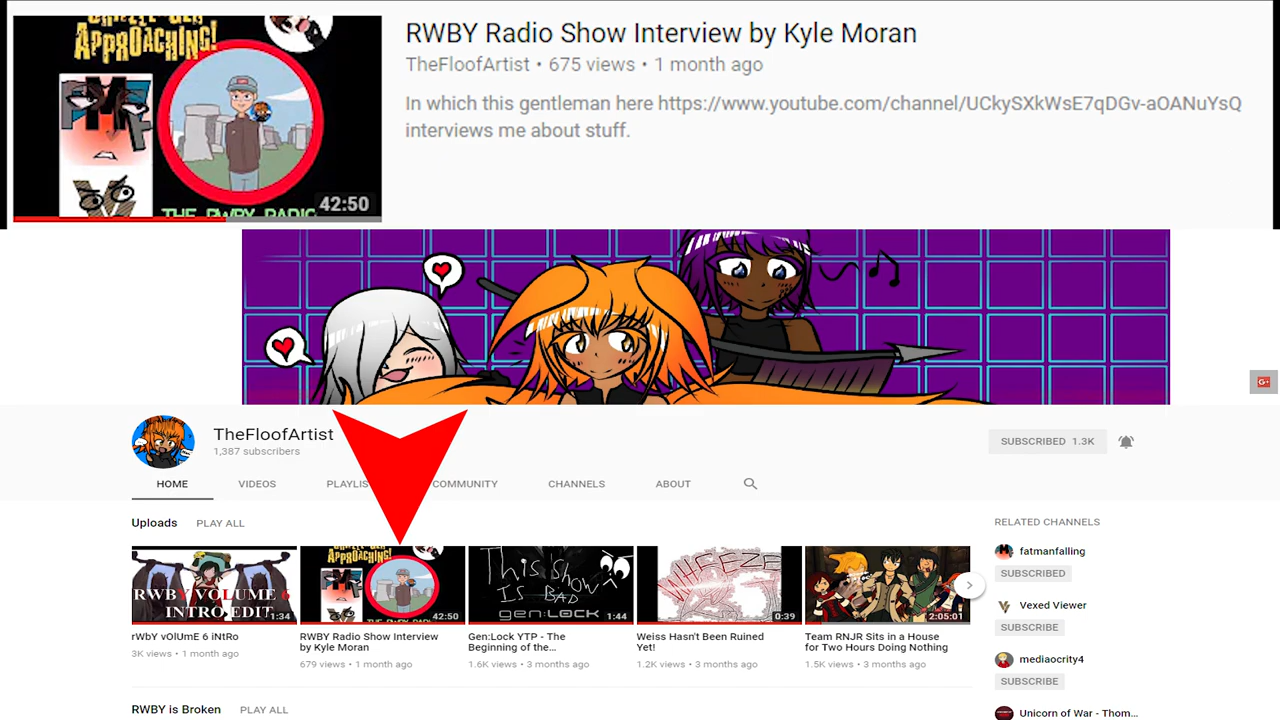 APPROACHING!
42:50
THE RWBY RADIO
RWBY Radio Show Interview by Kyle Moran
TheFloofArtist • 675 views • 1 month ago
In which this gentleman here https://www.youtube.com/channel/UCkySXkWsE7qDGv-aOANuYsQ
interviews me about stuff.
G+
TheFloofArtist
1,387 subscribers
SUBSCRIBED 1.3K
HOME VIDEOS PLAYLIS COMMUNITY CHANNELS ABOUT
Uploads PLAY ALL
RWBY VOLUME 6
INTRO EDIT
1:34
rWbY vOlUmE 6 iNtRo
3K views • 1 month ago
APPROACHING!
42:50
RWBY Radio Show Interview
by Kyle Moran
679 views • 1 month ago
This Show
IS BAD
gen:LOCK
1:44
Gen:Lock YTP - The
Beginning of the...
1.6K views • 3 months ago
WHEEZE
0:39
Weiss Hasn't Been Ruined
Yet!
1.2K views • 3 months ago
2:05:01
Team RNJR Sits in a House
for Two Hours Doing Nothing
1.5K views • 3 months ago
RELATED CHANNELS
fatmanfalling
SUBSCRIBED
Vexed Viewer
SUBSCRIBE
mediaocrity4
SUBSCRIBE
Unicorn of War - Thom...
RWBY is Broken PLAY ALL